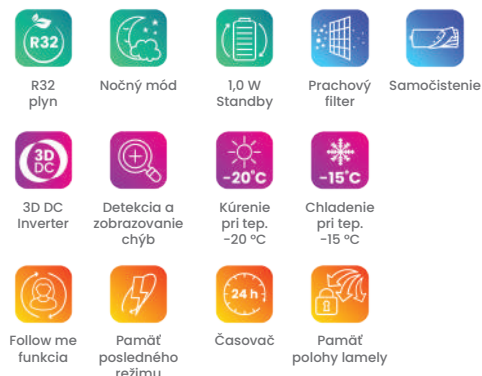 R32
R32
plyn
Nočný mód
1,0 W
Standby
Prachový
filter
Samočistenie
3D
DC
3D DC
Inverter
Detekcia a
zobrazovanie
chýb
-20°C
Kúrenie
pri tep.
-20 °C
-15°C
Chladenie
pri tep.
-15 °C
Follow me
funkcia
Pamäť
posledného
režimu
24 h
Časovač
Pamäť
polohy lamely